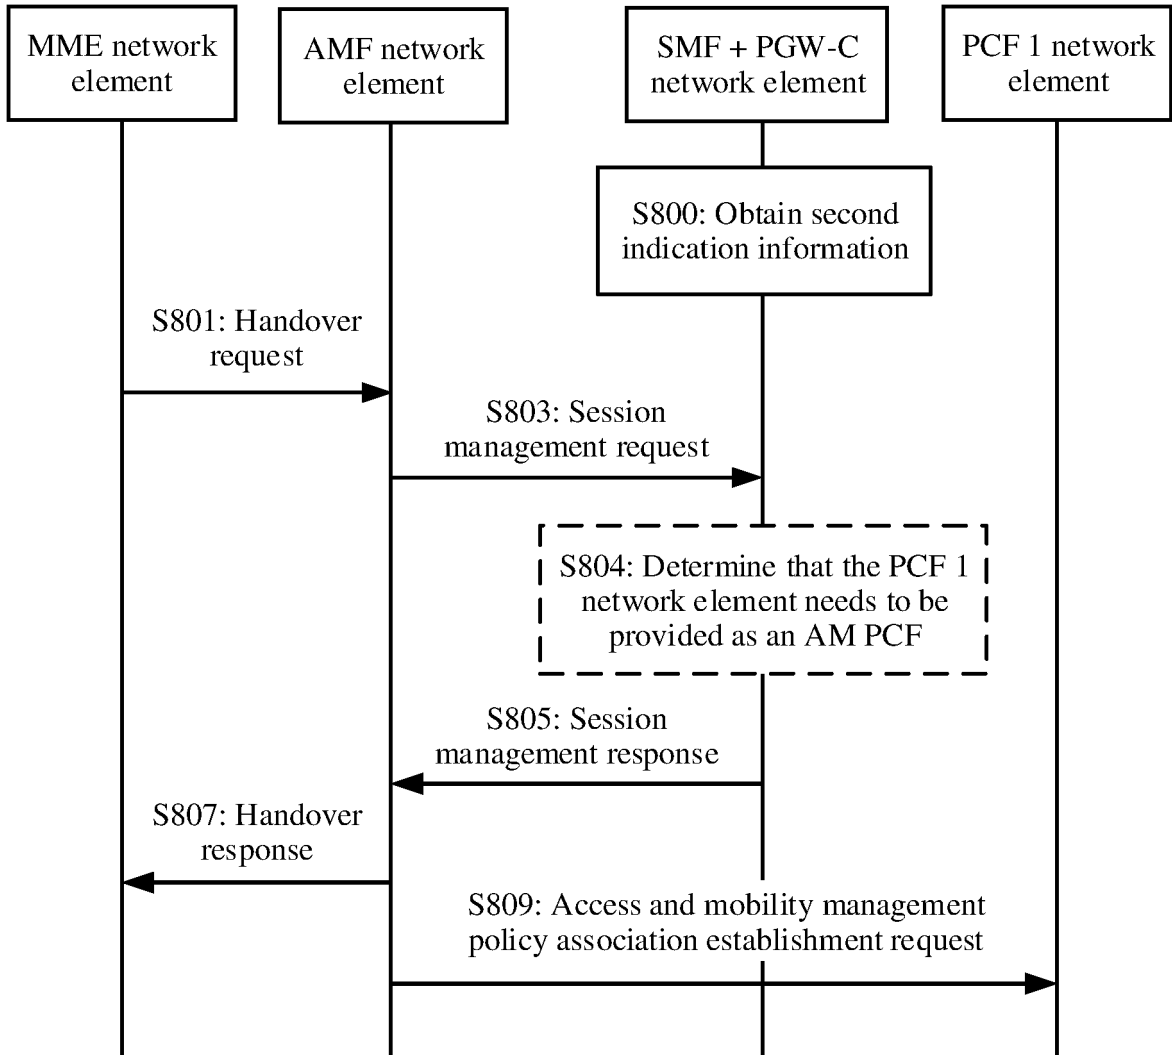 MME network
element
AMF network
element
SMF + PGW-C
network element
PCF 1 network
element
S800: Obtain second
indication information
S801: Handover
request
S803: Session
management request
S804: Determine that the PCF 1
network element needs to be
provided as an AM PCF
S805: Session
management response
S807: Handover
response
S809: Access and mobility management
policy association establishment request